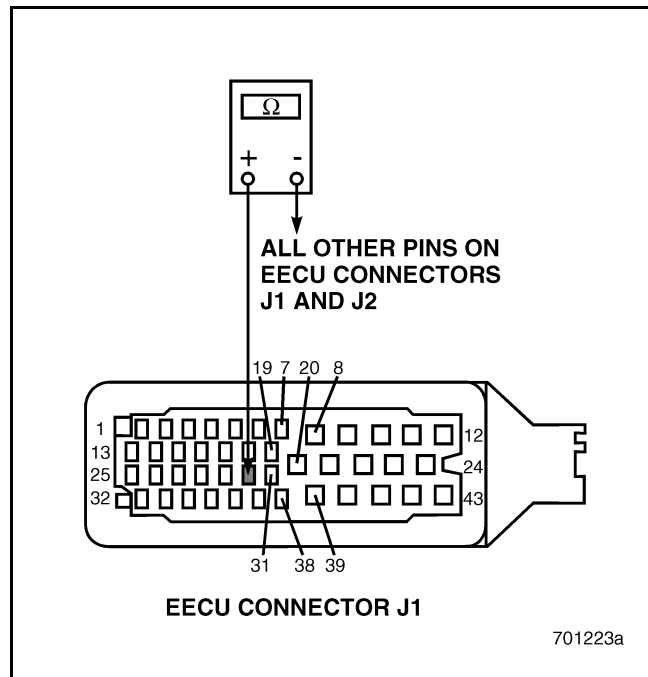 Ω
+ -
ALL OTHER PINS ON
EECU CONNECTORS
J1 AND J2
19 7 20 8
1 12
13 24
25
32 43
31 38 39
EECU CONNECTOR J1
701223a